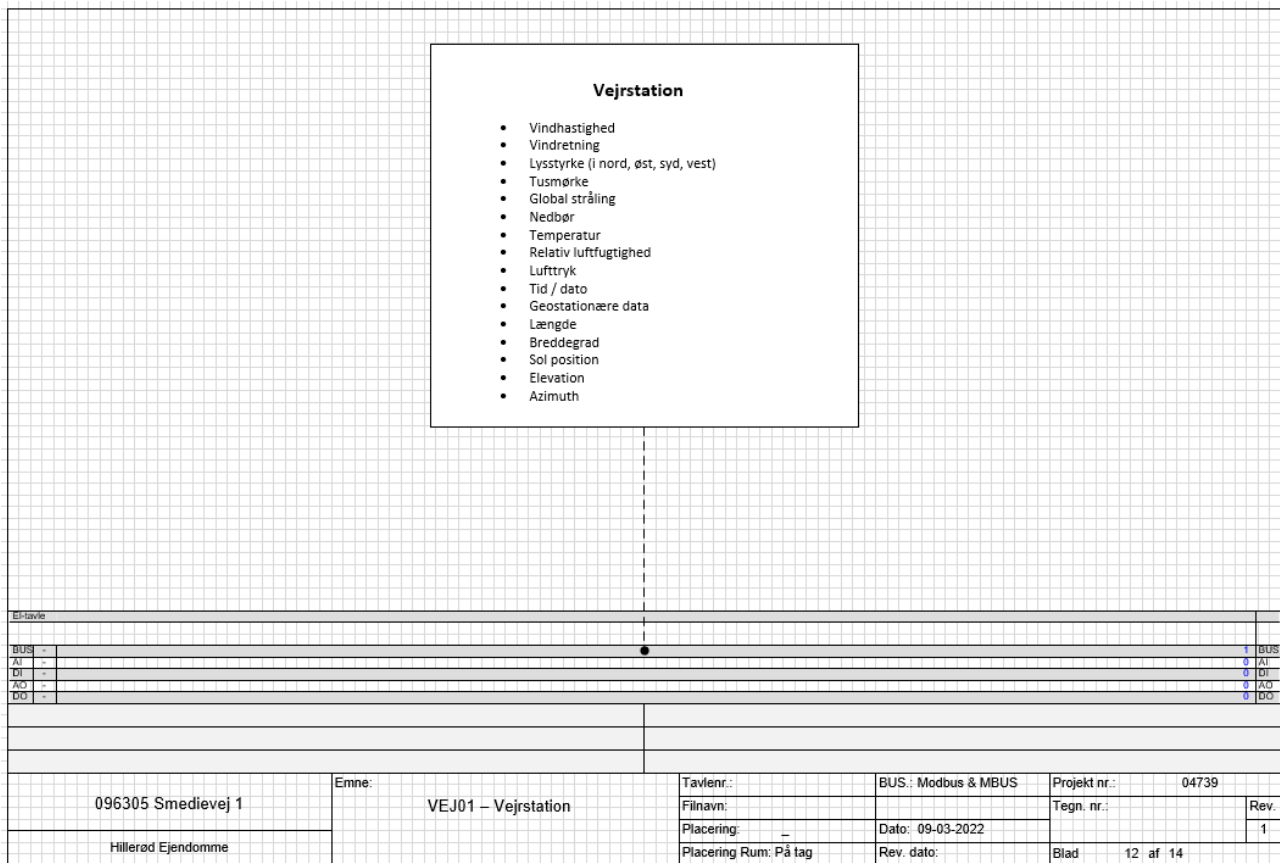 Vejrstation
• Vindhastighed
• Vindretning
• Lysstyrke (i nord, øst, syd, vest)
• Tusmørke
• Global stråling
• Nedbør
• Temperatur
• Relativ luftfugtighed
• Lufttryk
• Tid / dato
• Geostationære data
• Længde
• Breddegrad
• Sol position
• Elevation
• Azimuth
El-tavle
BUS - 1 BUS
AI - 0 AI
DI - 0 DI
AO - 0 AO
DO - 0 DO
096305 Smedievej 1
Hillerød Ejendomme
Emne:
VEJ01 – Vejrstation
Tavlenr.:
Filnavn:
Placering: _
Placering Rum: På tag
BUS.: Modbus & MBUS
Dato: 09-03-2022
Rev. dato:
Projekt nr.: 04739
Tegn. nr.:
Rev.
1
Blad 12 af 14